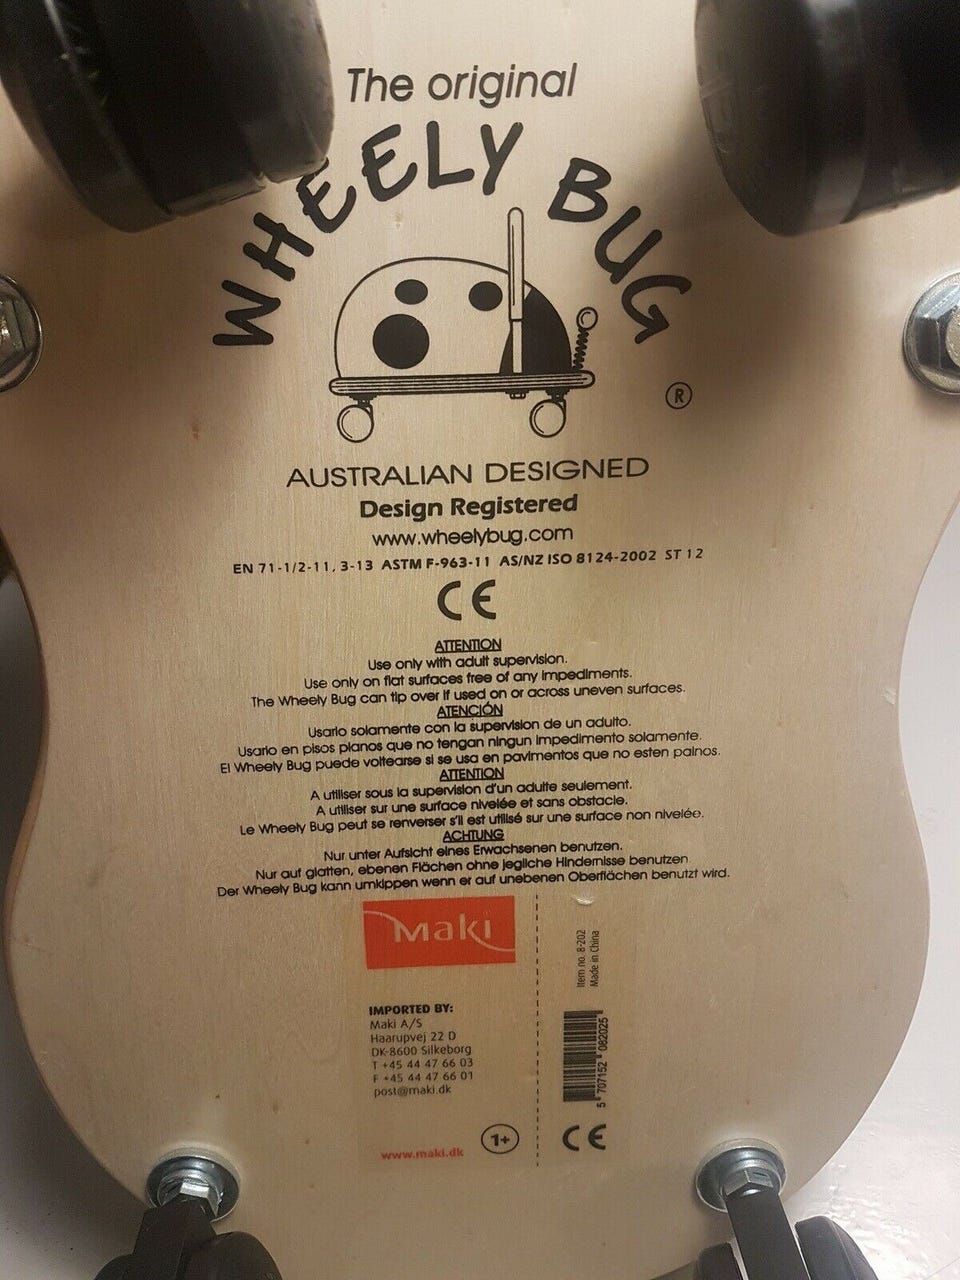 The original
WHEELY BUG
®
AUSTRALIAN DESIGNED
Design Registered
www.wheelybug.com
EN 71-1/2-11, 3-13 ASTM F-963-11 AS/NZ ISO 8124-2002 ST 12
CE
ATTENTION
Use only with adult supervision.
Use only on flat surfaces free of any impediments.
The Wheely Bug can tip over if used on or across uneven surfaces.
ATENCIÓN
Usarlo solamente con la supervision de un adulto.
Usarlo en pisos planos que no tengan ningun impedimento solamente.
El Wheely Bug puede voltearse si se usa en pavimentos que no esten palnos.
ATTENTION
A utiliser sous la supervision d'un adulte seulement.
A utiliser sur une surface nivelée et sans obstacle.
Le Wheely Bug peut se renverser s'il est utilisé sur une surface non nivelée.
ACHTUNG
Nur unter Aufsicht eines Erwachsenen benutzen.
Nur auf glatten, ebenen Flächen ohne jegliche Hindernisse benutzen
Der Wheely Bug kann umkippen wenn er auf unebenen Oberflächen benutzt wird.
Maki
IMPORTED BY:
Maki A/S
Haarupvej 22 D
DK-8600 Silkeborg
T +45 44 47 66 03
F +45 44 47 66 01
post@maki.dk
www.maki.dk
1+
Item no. 8-202
Made in China
5 707152 082025
CE